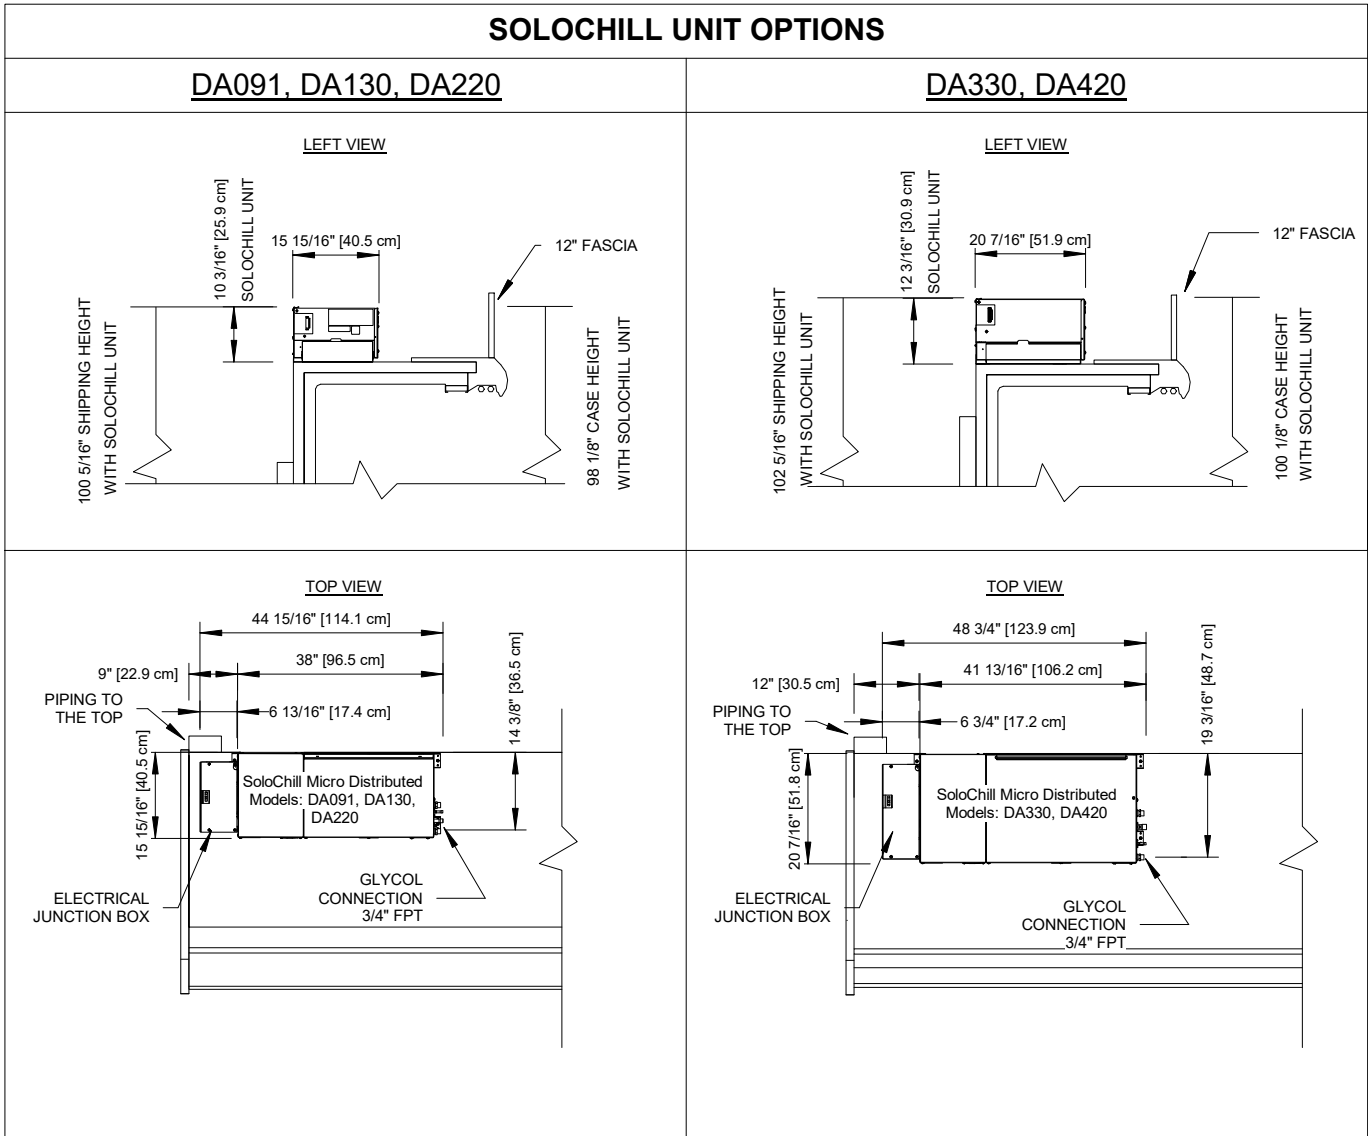 SOLOCHILL UNIT OPTIONS
DA091, DA130, DA220
LEFT VIEW
10 3/16" [25.9 cm]
SOLOCHILL UNIT
15 15/16" [40.5 cm]
12" FASCIA
100 5/16" SHIPPING HEIGHT
WITH SOLOCHILL UNIT
98 1/8" CASE HEIGHT
WITH SOLOCHILL UNIT
DA330, DA420
LEFT VIEW
12 3/16" [30.9 cm]
SOLOCHILL UNIT
20 7/16" [51.9 cm]
12" FASCIA
102 5/16" SHIPPING HEIGHT
WITH SOLOCHILL UNIT
100 1/8" CASE HEIGHT
WITH SOLOCHILL UNIT
TOP VIEW
44 15/16" [114.1 cm]
38" [96.5 cm]
9" [22.9 cm]
6 13/16" [17.4 cm]
14 3/8" [36.5 cm]
PIPING TO
THE TOP
15 15/16" [40.5 cm]
SoloChill Micro Distributed
Models: DA091, DA130,
DA220
ELECTRICAL
JUNCTION BOX
GLYCOL
CONNECTION
3/4" FPT
TOP VIEW
48 3/4" [123.9 cm]
41 13/16" [106.2 cm]
12" [30.5 cm]
6 3/4" [17.2 cm]
19 3/16" [48.7 cm]
PIPING TO
THE TOP
20 7/16" [51.8 cm]
SoloChill Micro Distributed
Models: DA330, DA420
ELECTRICAL
JUNCTION BOX
GLYCOL
CONNECTION
3/4" FPT